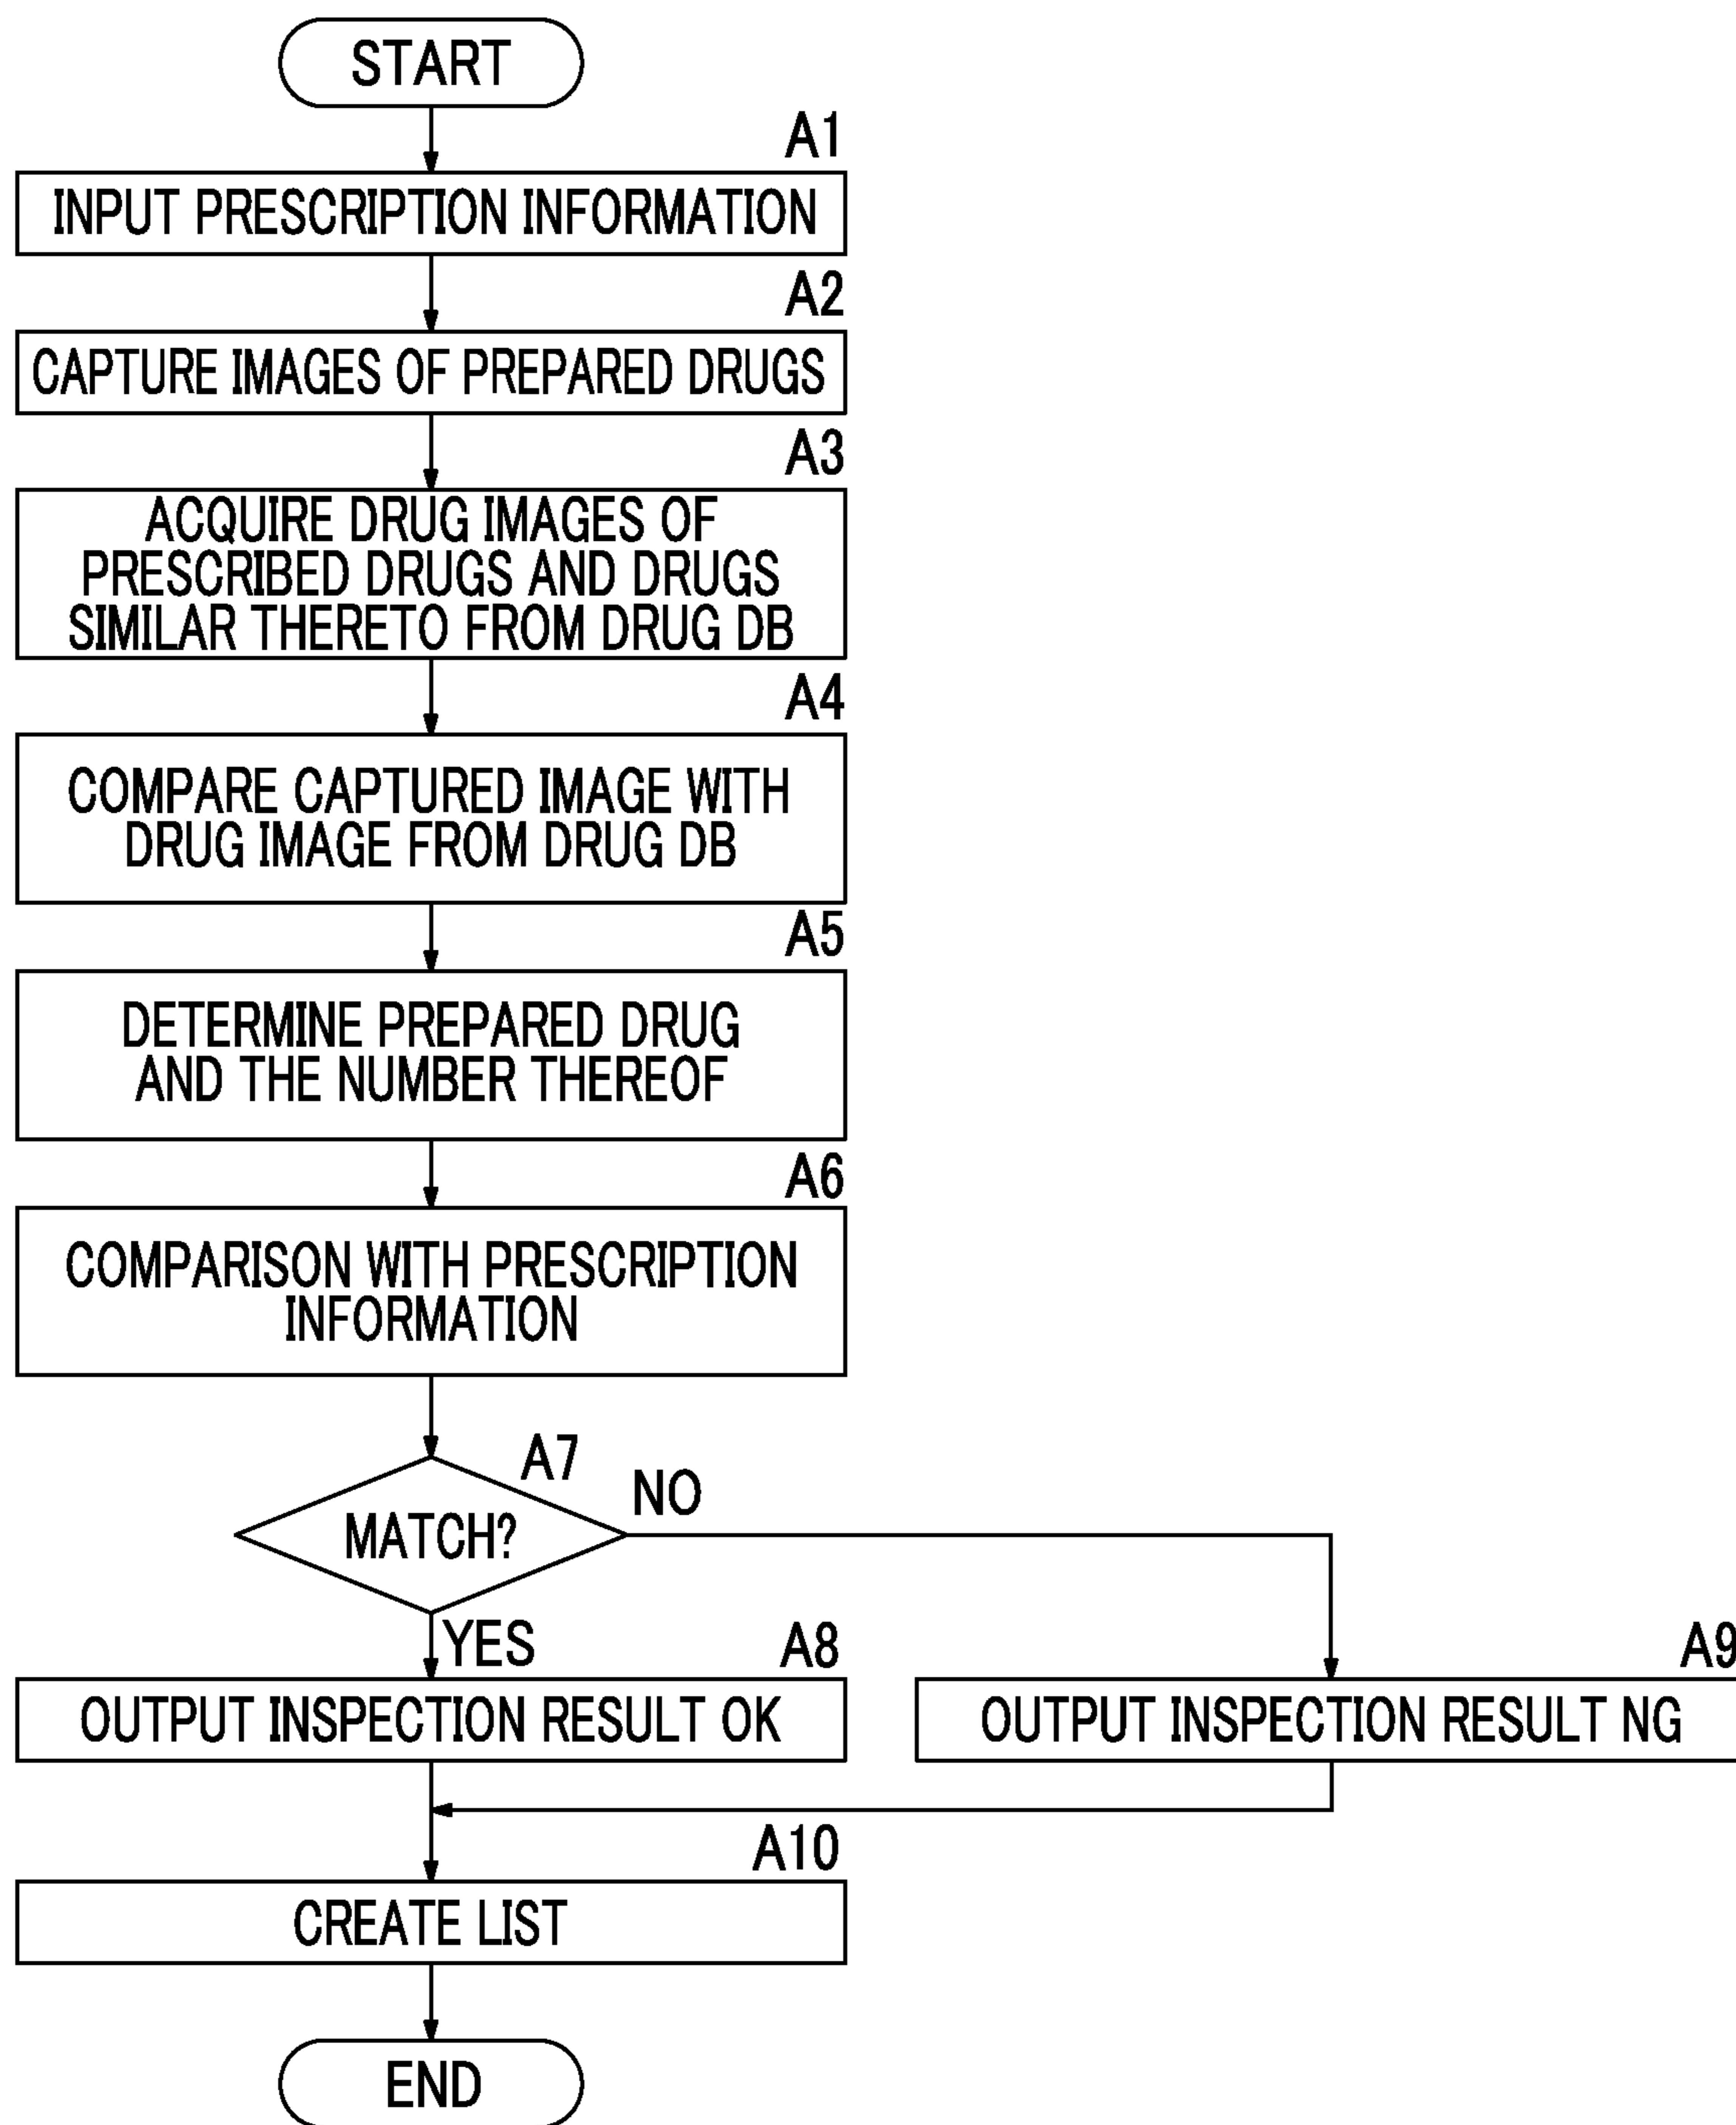 START
A1
INPUT PRESCRIPTION INFORMATION
A2
CAPTURE IMAGES OF PREPARED DRUGS
A3
ACQUIRE DRUG IMAGES OF
PRESCRIBED DRUGS AND DRUGS
SIMILAR THERETO FROM DRUG DB
A4
COMPARE CAPTURED IMAGE WITH
DRUG IMAGE FROM DRUG DB
A5
DETERMINE PREPARED DRUG
AND THE NUMBER THEREOF
A6
COMPARISON WITH PRESCRIPTION
INFORMATION
A7
MATCH?
NO
YES
A8
OUTPUT INSPECTION RESULT OK
A9
OUTPUT INSPECTION RESULT NG
A10
CREATE LIST
END